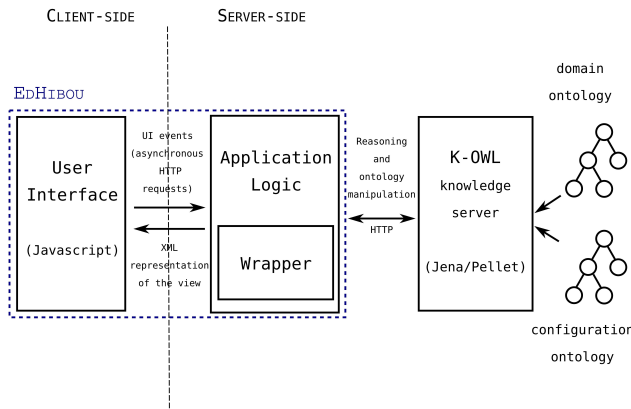 CLIENT-SIDE
SERVER-SIDE
EDHIBOU
User
Interface
(Javascript)
UI events
(asynchronous
HTTP
requests)
XML
representation
of the view
Application
Logic
Wrapper
Reasoning
and
ontology
manipulation
HTTP
K-OWL
knowledge
server
(Jena/Pellet)
domain
ontology
configuration
ontology